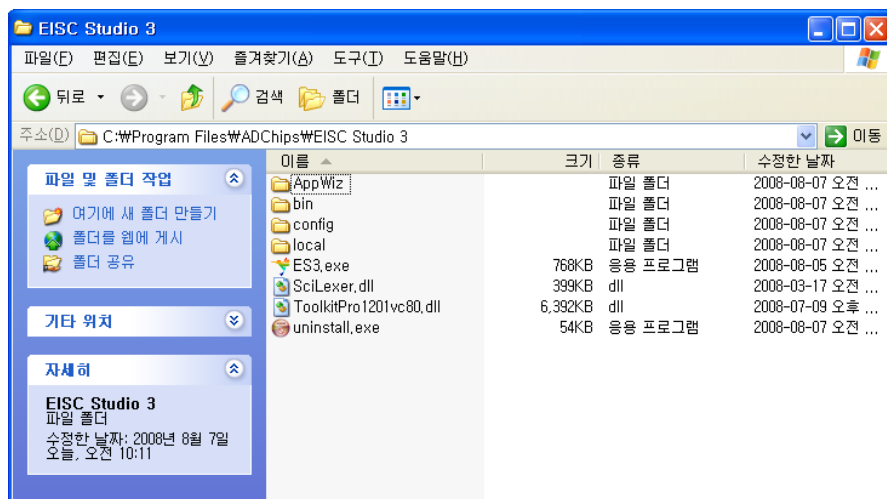 EISC Studio 3
파일(F) 편집(E) 보기(V) 즐겨찾기(A) 도구(T) 도움말(H)
뒤로 검색 폴더
주소(D) C:₩Program Files₩ADChips₩EISC Studio 3 이동
파일 및 폴더 작업
여기에 새 폴더 만들기
폴더를 웹에 게시
폴더 공유
기타 위치
자세히
EISC Studio 3
파일 폴더
수정한 날짜: 2008년 8월 7일
오늘, 오전 10:11
이름 크기 종류 수정한 날짜
AppWiz 파일 폴더 2008-08-07 오전 ...
bin 파일 폴더 2008-08-07 오전 ...
config 파일 폴더 2008-08-07 오전 ...
local 파일 폴더 2008-08-07 오전 ...
ES3.exe 768KB 응용 프로그램 2008-08-05 오전 ...
SciLexer.dll 399KB dll 2008-03-17 오전 ...
ToolkitPro1201vc80.dll 6,392KB dll 2008-07-09 오후 ...
uninstall.exe 54KB 응용 프로그램 2008-08-07 오전 ...